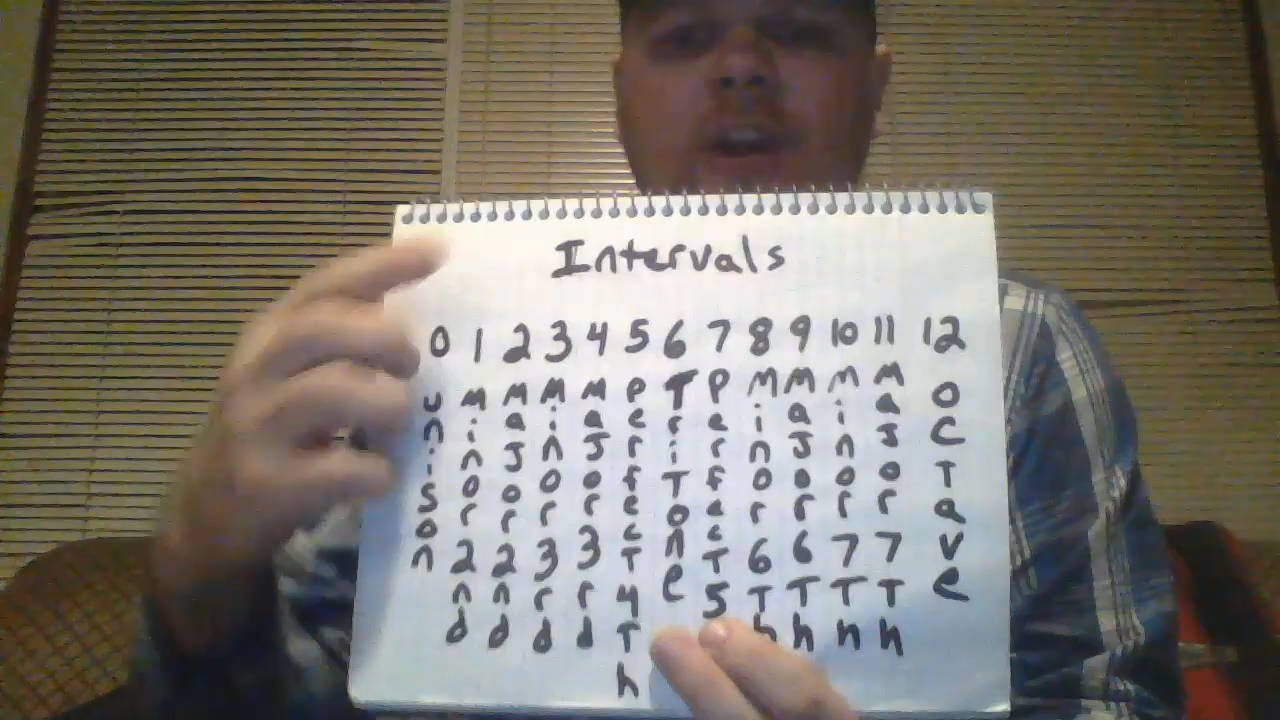 Intervals
0 1 2 3 4 5 6 7 8 9 10 11 12
Unison
Minor 2nd
MaJor 2nd
Minor 3rd
MaJor 3rd
PerfecT 4Th
TriTone
PerfecT 5
Minor 6Th
MaJor 6Th
Minor 7Th
MaJor 7Th
OCTave